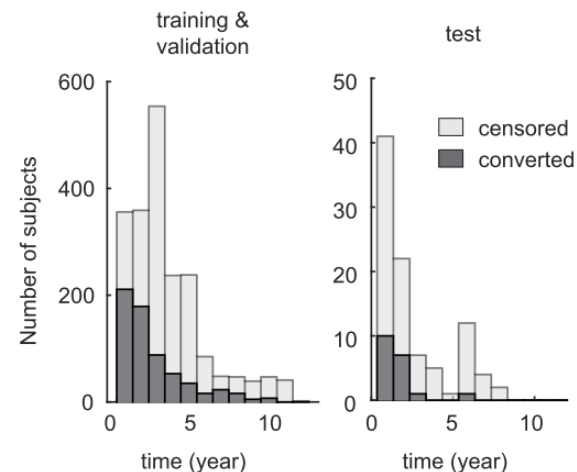 training &
validation
test
Number of subjects
600
400
200
0
0
5
10
time (year)
50
40
30
20
10
0
0
5
10
time (year)
censored
converted